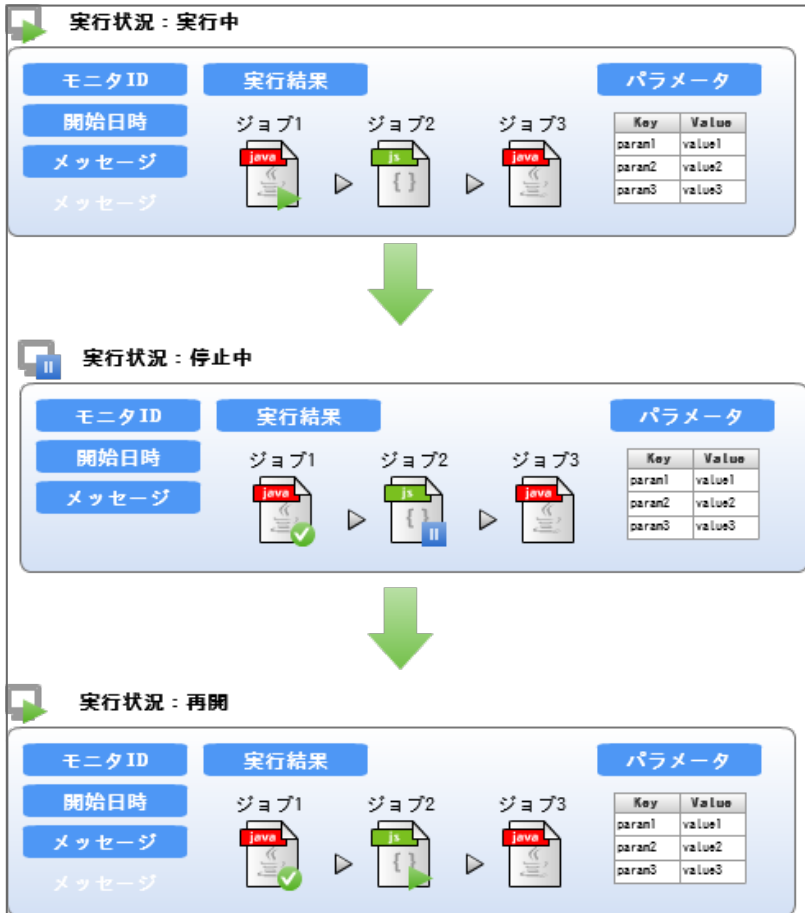 実行状況：実行中
モニタID 実行結果 パラメータ
開始日時 ジョブ1 ジョブ2 ジョブ3
メッセージ
メッセージ
java js java
{ }
Key Value
param1 value1
param2 value2
param3 value3
実行状況：停止中
モニタID 実行結果 パラメータ
開始日時 ジョブ1 ジョブ2 ジョブ3
メッセージ
java js java
{ }
Key Value
param1 value1
param2 value2
param3 value3
実行状況：再開
モニタID 実行結果 パラメータ
開始日時 ジョブ1 ジョブ2 ジョブ3
メッセージ
メッセージ
java js java
{ }
Key Value
param1 value1
param2 value2
param3 value3